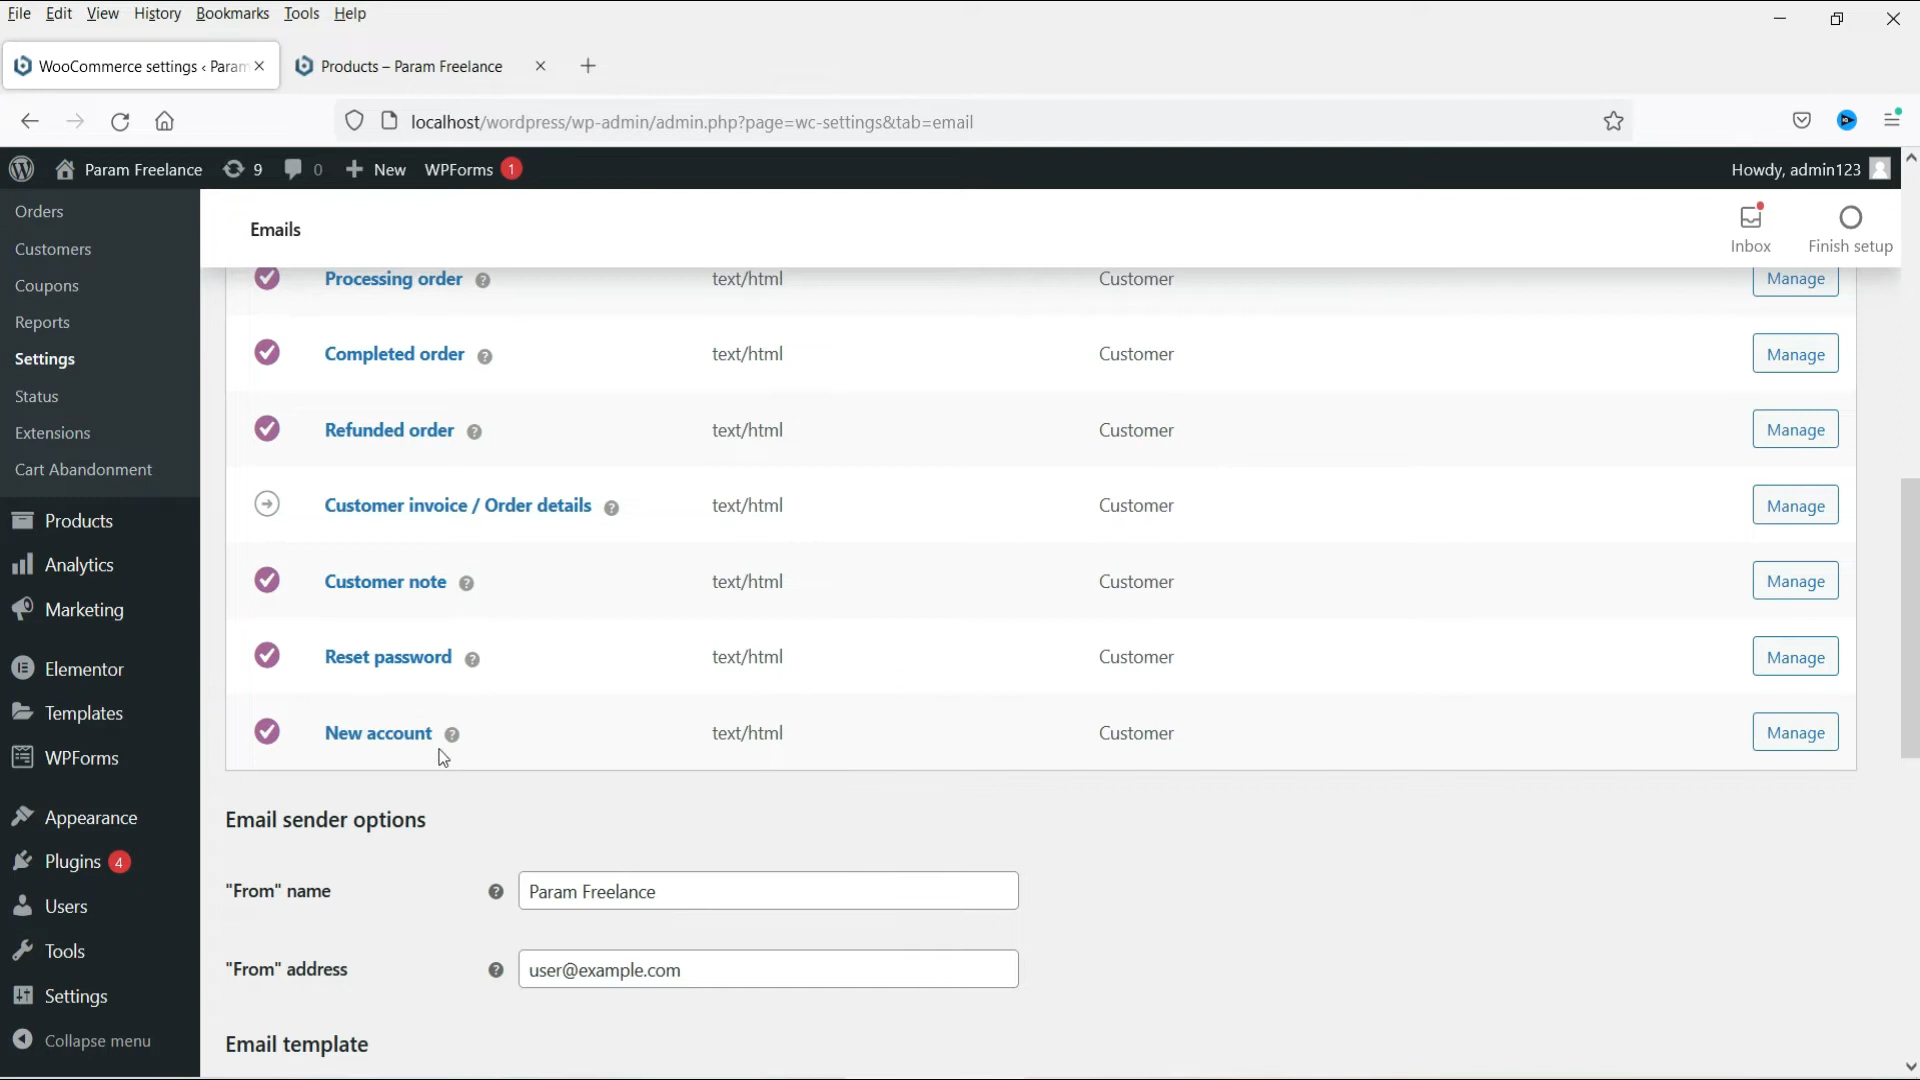 File Edit View History Bookmarks Tools Help
WooCommerce settings ‹ Param
Products – Param Freelance
localhost/wordpress/wp-admin/admin.php?page=wc-settings&tab=email
Param Freelance 9 0 New WPForms 1
Howdy, admin123
Orders
Customers
Coupons
Reports
Settings
Status
Extensions
Cart Abandonment
Products
Analytics
Marketing
Elementor
Templates
WPForms
Appearance
Plugins 4
Users
Tools
Settings
Collapse menu
Emails
Inbox
Finish setup
Processing order text/html Customer Manage
Completed order text/html Customer Manage
Refunded order text/html Customer Manage
Customer invoice / Order details text/html Customer Manage
Customer note text/html Customer Manage
Reset password text/html Customer Manage
New account text/html Customer Manage
Email sender options
"From" name Param Freelance
"From" address user@example.com
Email template